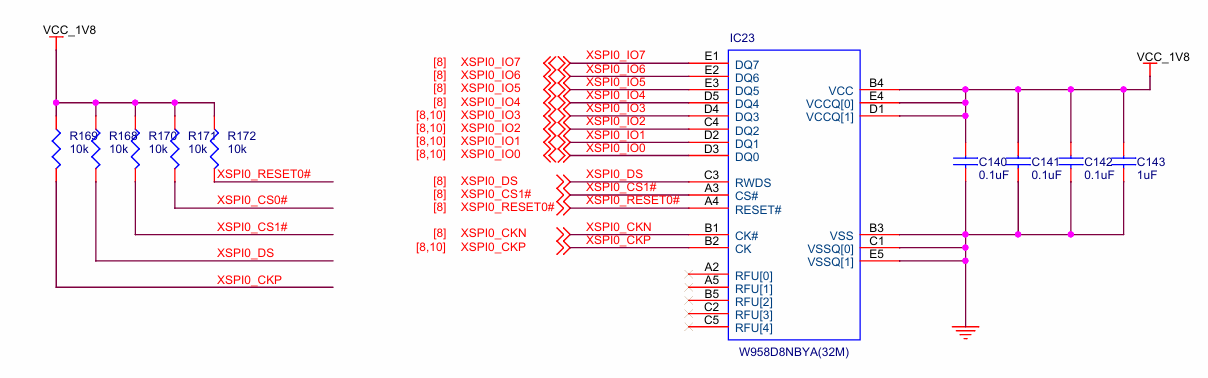 VCC_1V8
R169
10k
R168
10k
R170
10k
R171
10k
R172
10k
XSPI0_RESET0#
XSPI0_CS0#
XSPI0_CS1#
XSPI0_DS
XSPI0_CKP
[8] XSPI0_IO7 XSPI0_IO7 E1 DQ7
[8] XSPI0_IO6 XSPI0_IO6 E2 DQ6
[8] XSPI0_IO5 XSPI0_IO5 E3 DQ5
[8] XSPI0_IO4 XSPI0_IO4 D5 DQ4
[8,10] XSPI0_IO3 XSPI0_IO3 D4 DQ3
[8,10] XSPI0_IO2 XSPI0_IO2 C4 DQ2
[8,10] XSPI0_IO1 XSPI0_IO1 D2 DQ1
[8,10] XSPI0_IO0 XSPI0_IO0 D3 DQ0
[8] XSPI0_DS XSPI0_DS C3 RWDS
[8] XSPI0_CS1# XSPI0_CS1# A3 CS#
[8] XSPI0_RESET0# XSPI0_RESET0# A4 RESET#
[8] XSPI0_CKN XSPI0_CKN B1 CK#
[8,10] XSPI0_CKP XSPI0_CKP B2 CK
A2 RFU[0]
A5 RFU[1]
B5 RFU[2]
C2 RFU[3]
C5 RFU[4]
IC23
VCC B4
VCCQ[0] E4
VCCQ[1] D1
VSS B3
VSSQ[0] C1
VSSQ[1] E5
W958D8NBYA(32M)
VCC_1V8
C140
0.1uF
C141
0.1uF
C142
0.1uF
C143
1uF